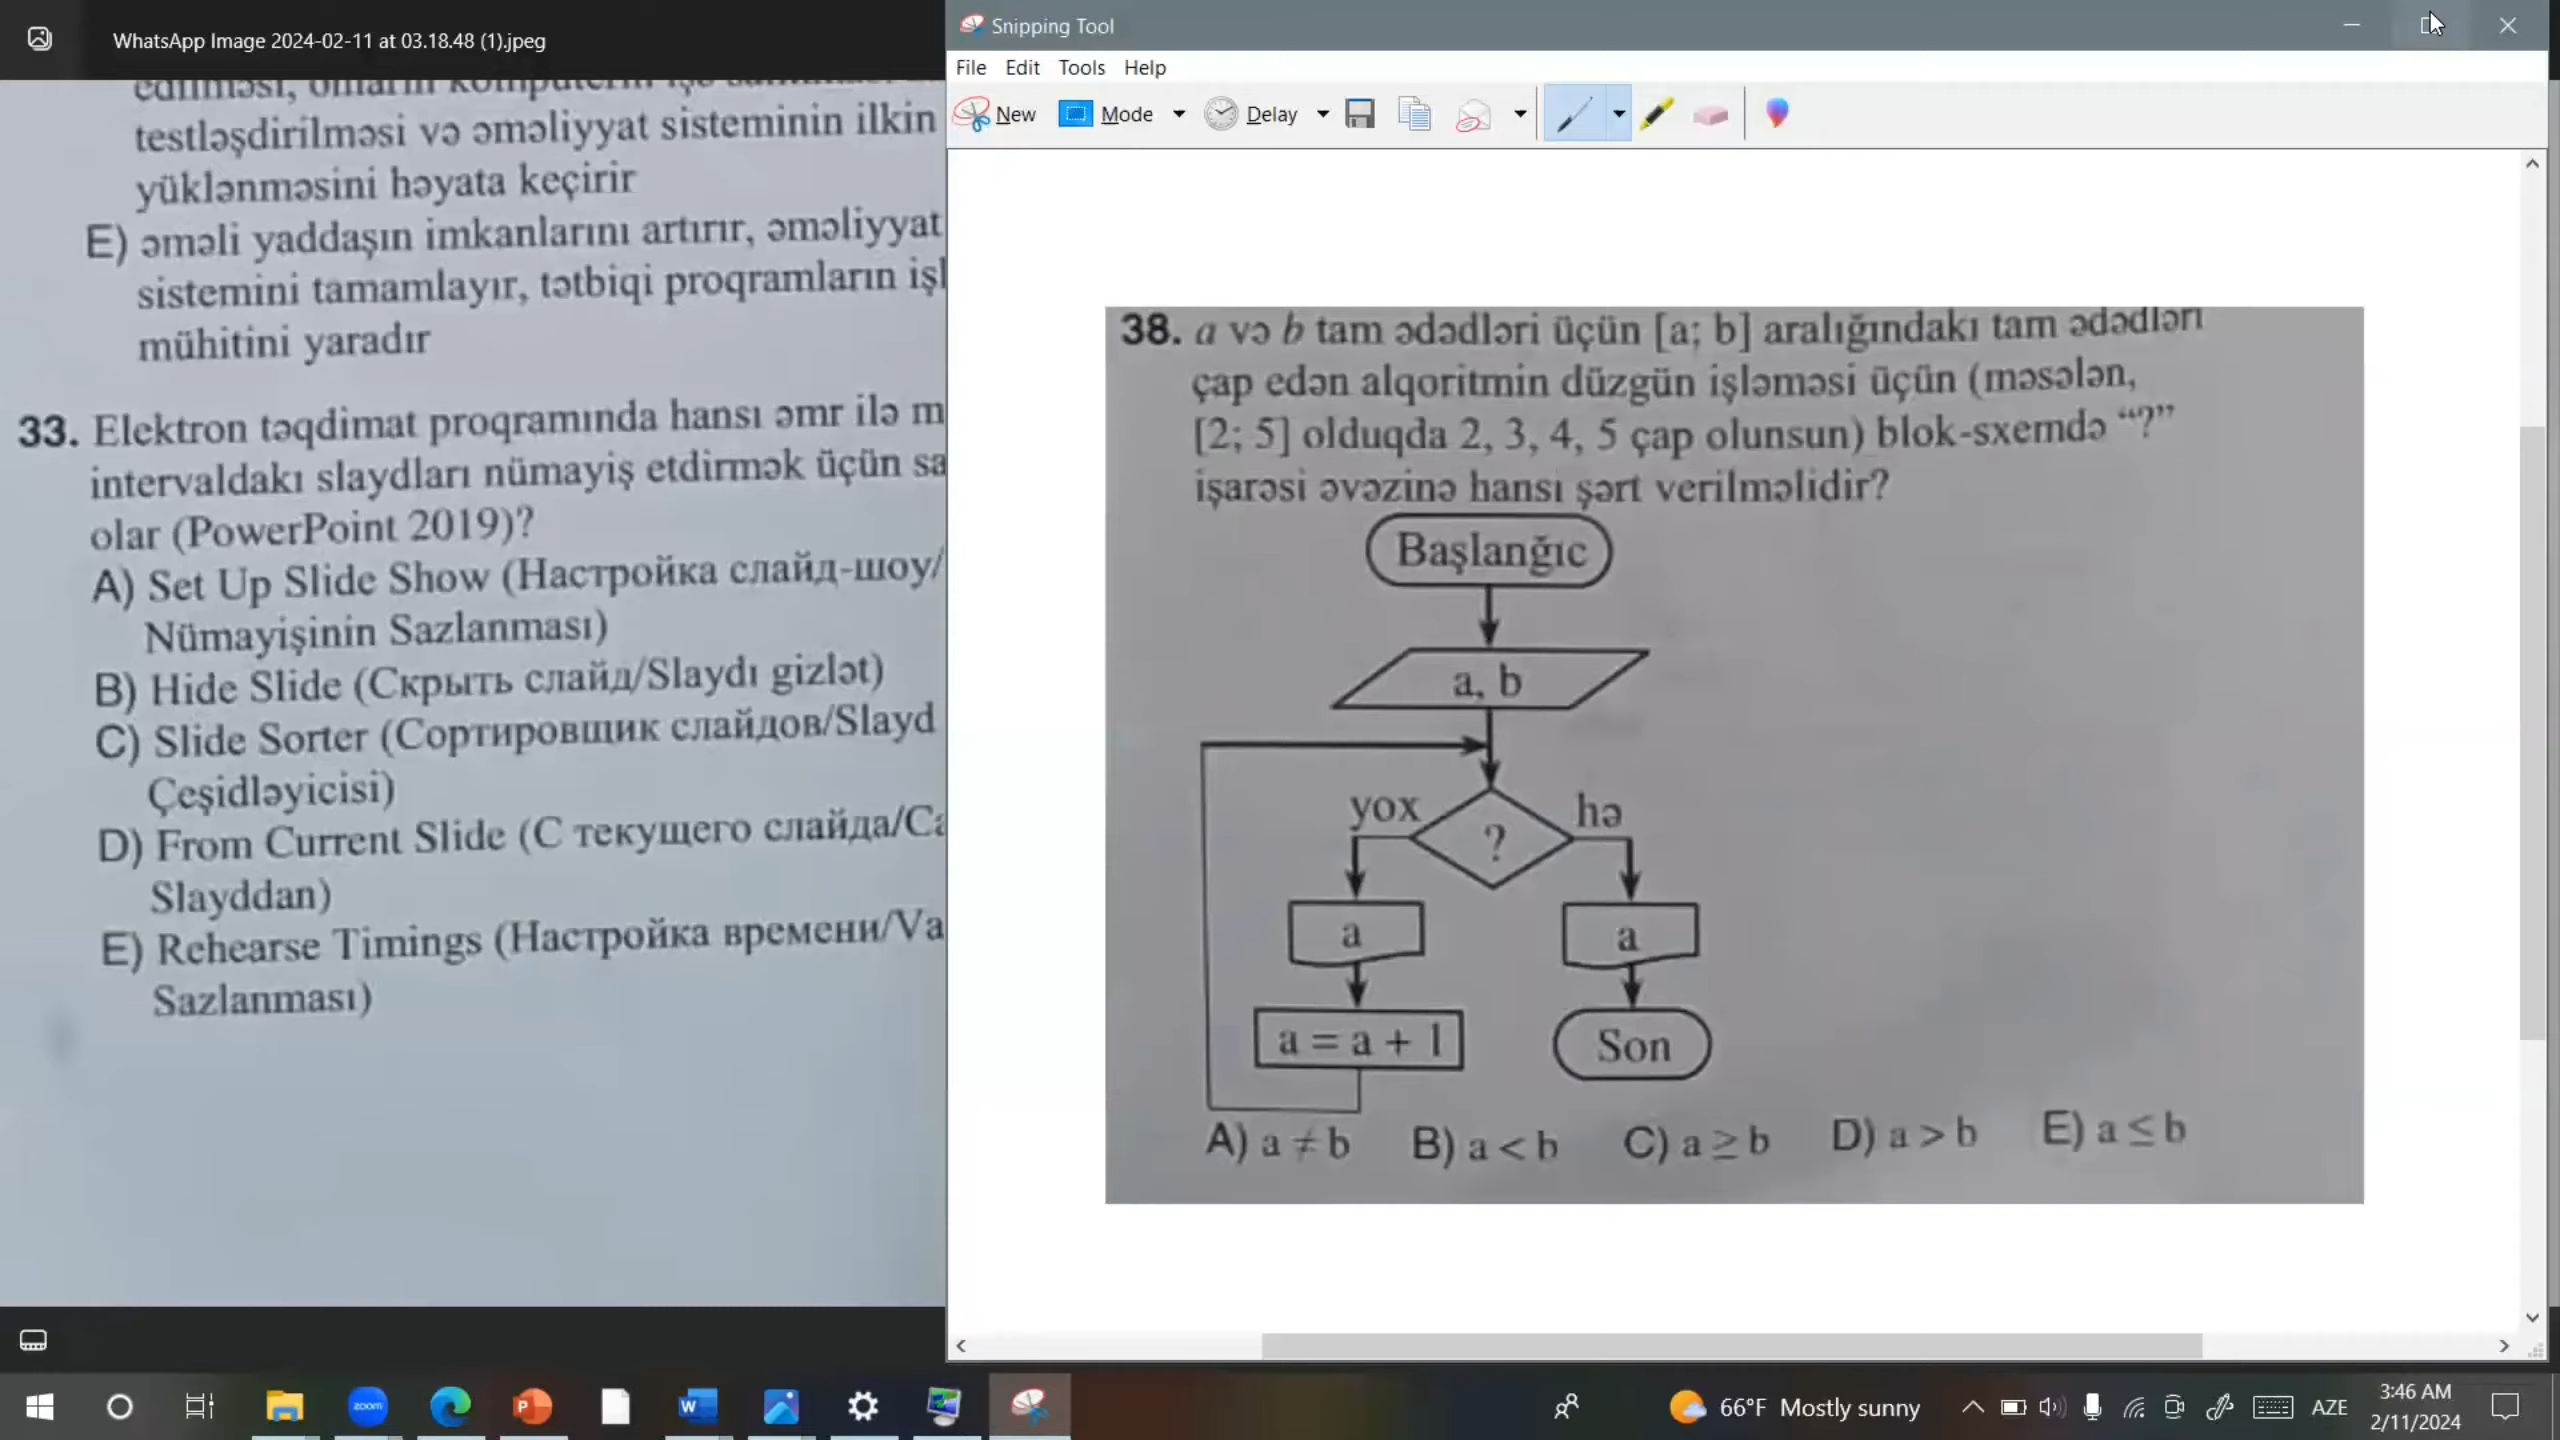 WhatsApp Image 2024-02-11 at 03.18.48 (1).jpeg
testləşdirilməsi və əməliyyat sisteminin ilkin
yüklənməsini həyata keçirir
E) əməli yaddaşın imkanlarını artırır, əməliyyat
sistemini tamamlayır, tətbiqi proqramların
mühitini yaradır
33. Elektron təqdimat proqramında hansı əmr ilə
intervaldakı slaydları nümayiş etdirmək üçün
olar (PowerPoint 2019)?
A) Set Up Slide Show (Настройка слайд-шоу/
Nümayişinin Sazlanması)
B) Hide Slide (Скрыть слайд/Slaydı gizlət)
C) Slide Sorter (Сортировщик слайдов/Slayd
Çeşidləyicisi)
D) From Current Slide (С текущего слайда/
Slayddan)
E) Rehearse Timings (Настройка времени/
Sazlanması)
Snipping Tool
File Edit Tools Help
New Mode Delay
38. a və b tam ədədləri üçün [a; b] aralığındakı tam ədədləri
çap edən alqoritmin düzgün işləməsi üçün (məsələn,
[2; 5] olduqda 2, 3, 4, 5 çap olunsun) blok-sxemdə “?”
işarəsi əvəzinə hansı şərt verilməlidir?
Başlanğıc
a, b
yox ? hə
a a
a = a + 1 Son
A) a ≠ b B) a < b C) a ≥ b D) a > b E) a ≤ b
zoom
66°F Mostly sunny
AZE
3:46 AM
2/11/2024